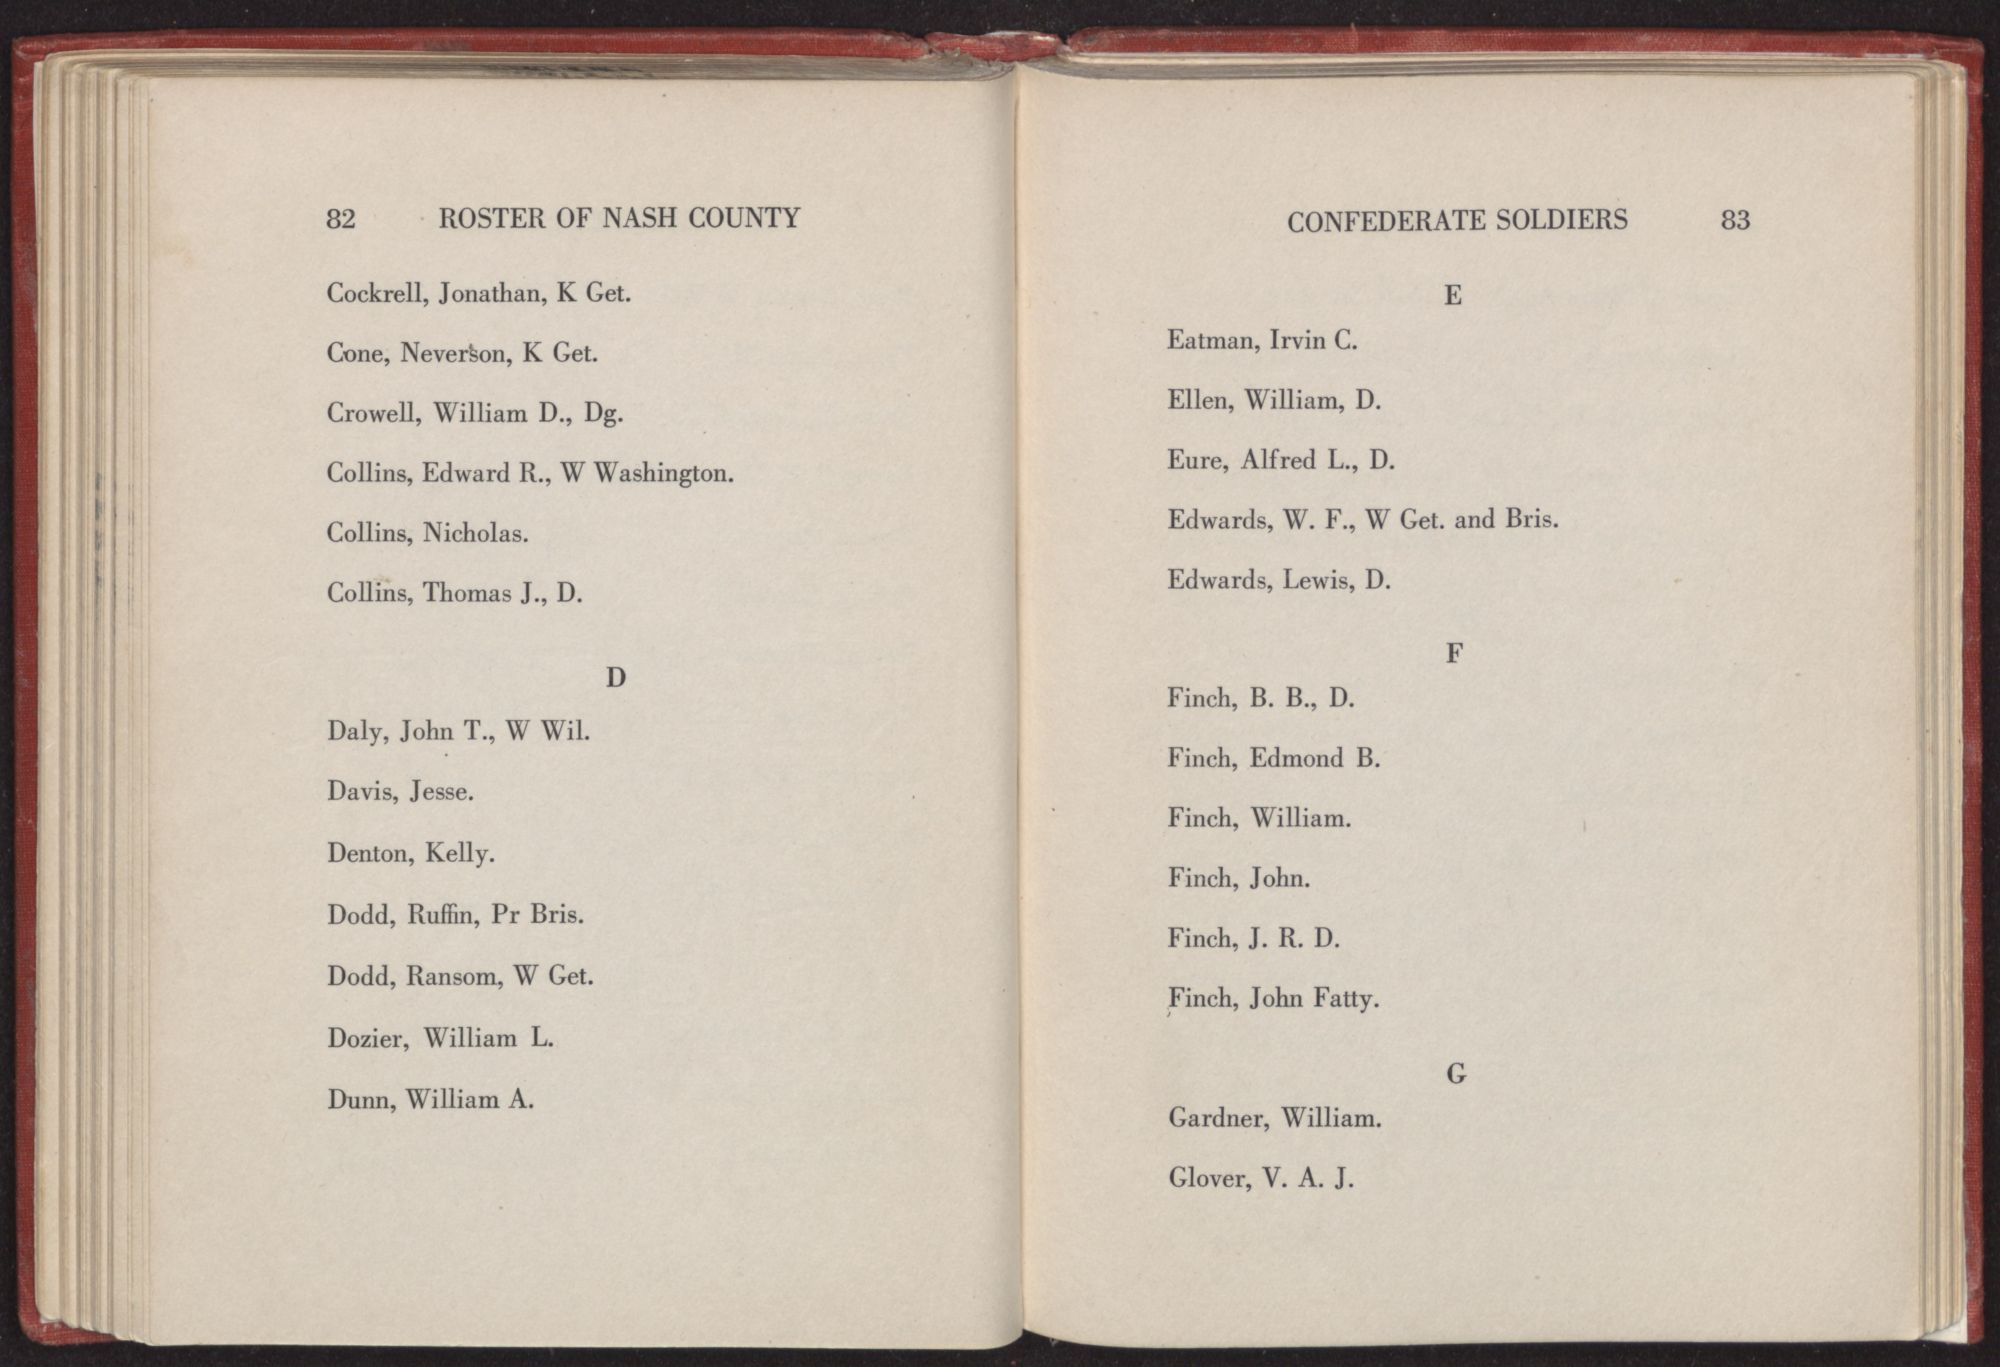 82 ROSTER OF NASH COUNTY
Cockrell, Jonathan, K Get.
Cone, Neverson, K Get.
Crowell, William D., Dg.
Collins, Edward R., W Washington.
Collins, Nicholas.
Collins, Thomas J., D.
D
Daly, John T., W Wil.
Davis, Jesse.
Denton, Kelly.
Dodd, Ruffin, Pr Bris.
Dodd, Ransom, W Get.
Dozier, William L.
Dunn, William A.
CONFEDERATE SOLDIERS 83
E
Eatman, Irvin C.
Ellen, William, D.
Eure, Alfred L., D.
Edwards, W. F., W Get. and Bris.
Edwards, Lewis, D.
F
Finch, B. B., D.
Finch, Edmond B.
Finch, William.
Finch, John.
Finch, J. R. D.
Finch, John Fatty.
G
Gardner, William.
Glover, V. A. J.